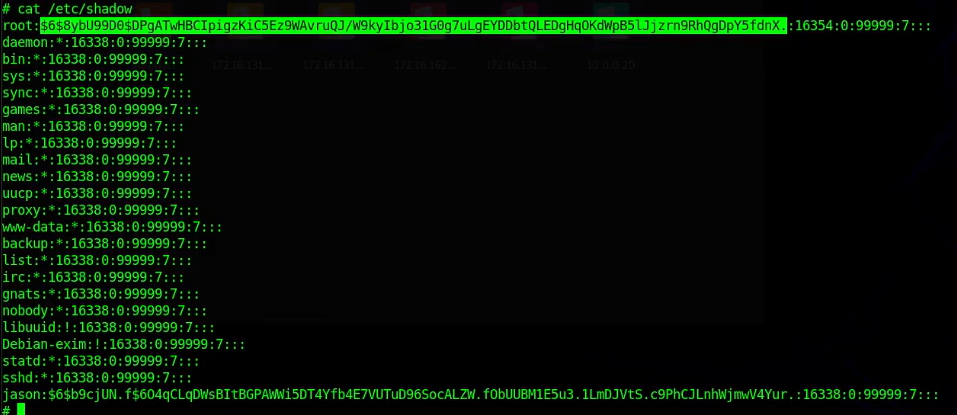 # cat /etc/shadow
root:$6$8ybU99D0$DPgATwHBCIpigzKiC5Ez9WAvruQJ/W9kyIbjo31G0g7uLgEYDDbtQLEDgHqOKdWpB5lJjzrn9RhQgDpY5fdnX.:16354:0:99999:7:::
daemon:*:16338:0:99999:7:::
bin:*:16338:0:99999:7:::
sys:*:16338:0:99999:7:::
sync:*:16338:0:99999:7:::
games:*:16338:0:99999:7:::
man:*:16338:0:99999:7:::
lp:*:16338:0:99999:7:::
mail:*:16338:0:99999:7:::
news:*:16338:0:99999:7:::
uucp:*:16338:0:99999:7:::
proxy:*:16338:0:99999:7:::
www-data:*:16338:0:99999:7:::
backup:*:16338:0:99999:7:::
list:*:16338:0:99999:7:::
irc:*:16338:0:99999:7:::
gnats:*:16338:0:99999:7:::
nobody:*:16338:0:99999:7:::
libuuid:!:16338:0:99999:7:::
Debian-exim:!:16338:0:99999:7:::
statd:*:16338:0:99999:7:::
sshd:*:16338:0:99999:7:::
jason:$6$b9cjUN.f$6O4qCLqDWsBItBGPAWWi5DT4Yfb4E7VUTuD96SocALZW.fObUUBM1E5u3.1LmDJVtS.c9PhCJLnhWjmwV4Yur.:16338:0:99999:7:::
#